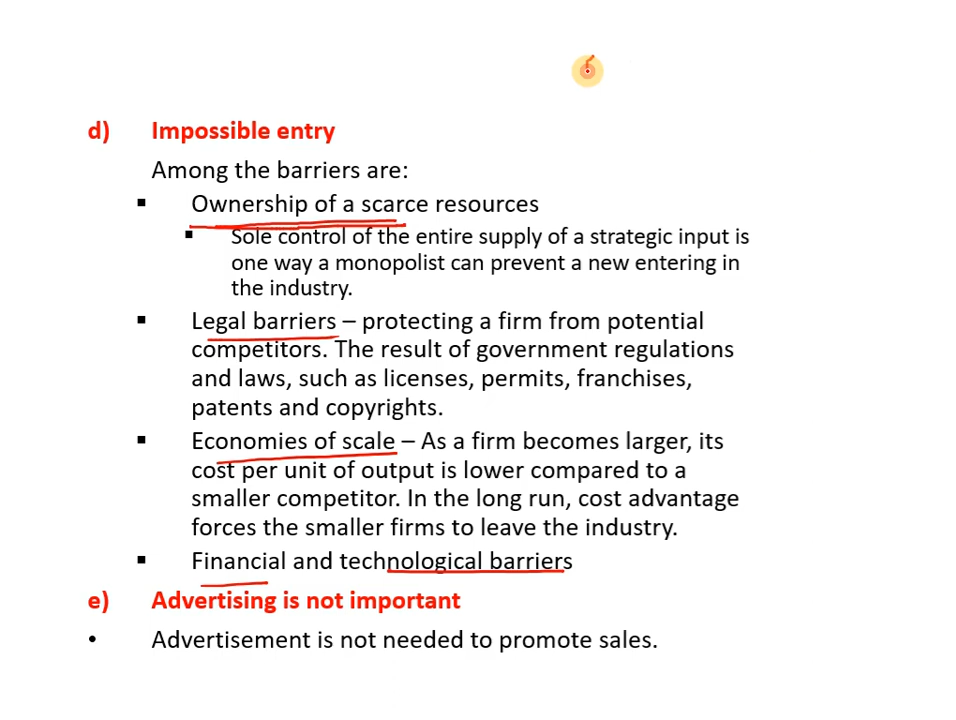 d) Impossible entry
Among the barriers are:
▪ Ownership of a scarce resources
▪ Sole control of the entire supply of a strategic input is
one way a monopolist can prevent a new entering in
the industry.
▪ Legal barriers – protecting a firm from potential
competitors. The result of government regulations
and laws, such as licenses, permits, franchises,
patents and copyrights.
▪ Economies of scale – As a firm becomes larger, its
cost per unit of output is lower compared to a
smaller competitor. In the long run, cost advantage
forces the smaller firms to leave the industry.
▪ Financial and technological barriers
e) Advertising is not important
• Advertisement is not needed to promote sales.